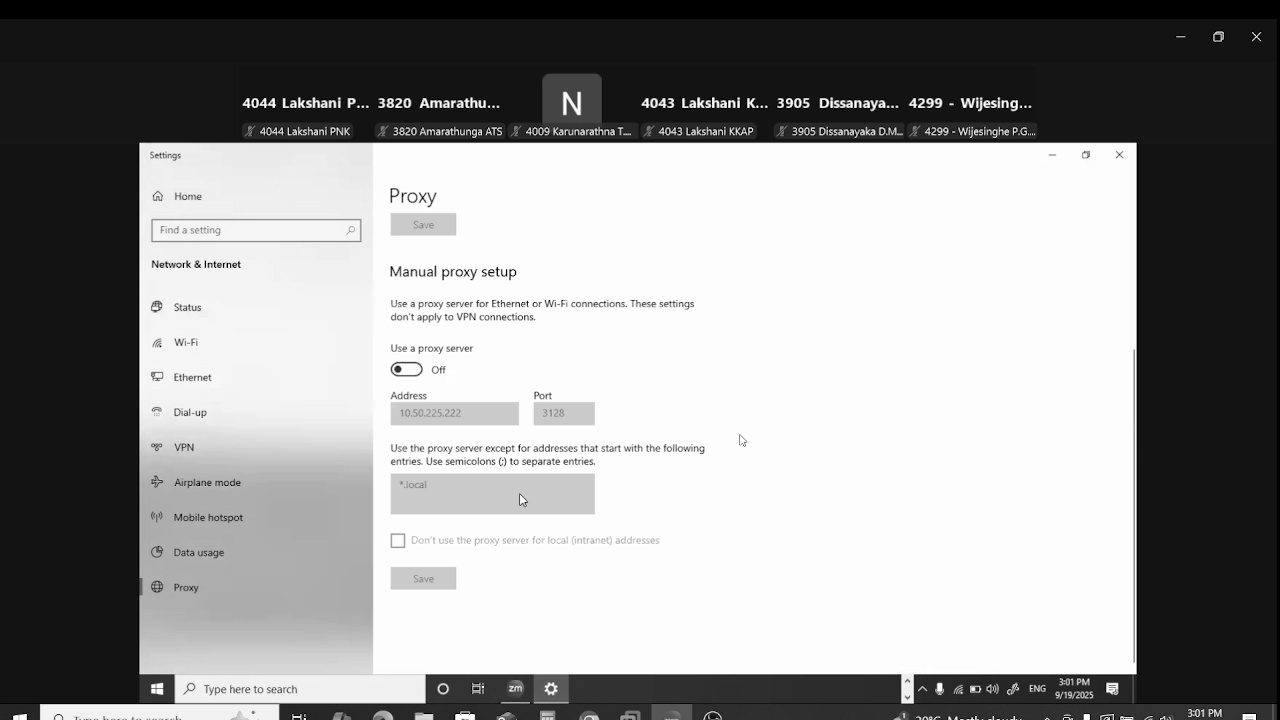 4044 Lakshani P... 3820 Amarathu... N 4043 Lakshani K... 3905 Dissanaya... 4299 - Wijesing...
4044 Lakshani PNK 3820 Amarathunga ATS 4009 Karunarathna T.... 4043 Lakshani KKAP 3905 Dissanayaka D.M... 4299 - Wijesinghe P.G....
Settings
Home
Find a setting
Network & Internet
Status
Wi-Fi
Ethernet
Dial-up
VPN
Airplane mode
Mobile hotspot
Data usage
Proxy
Proxy
Save
Manual proxy setup
Use a proxy server for Ethernet or Wi-Fi connections. These settings
don't apply to VPN connections.
Use a proxy server
Off
Address Port
10.50.225.222 3128
Use the proxy server except for addresses that start with the following
entries. Use semicolons (;) to separate entries.
*.local
Don't use the proxy server for local (intranet) addresses
Save
Type here to search zm ENG 3:01 PM
9/19/2025
Type here to search 3:01 PM